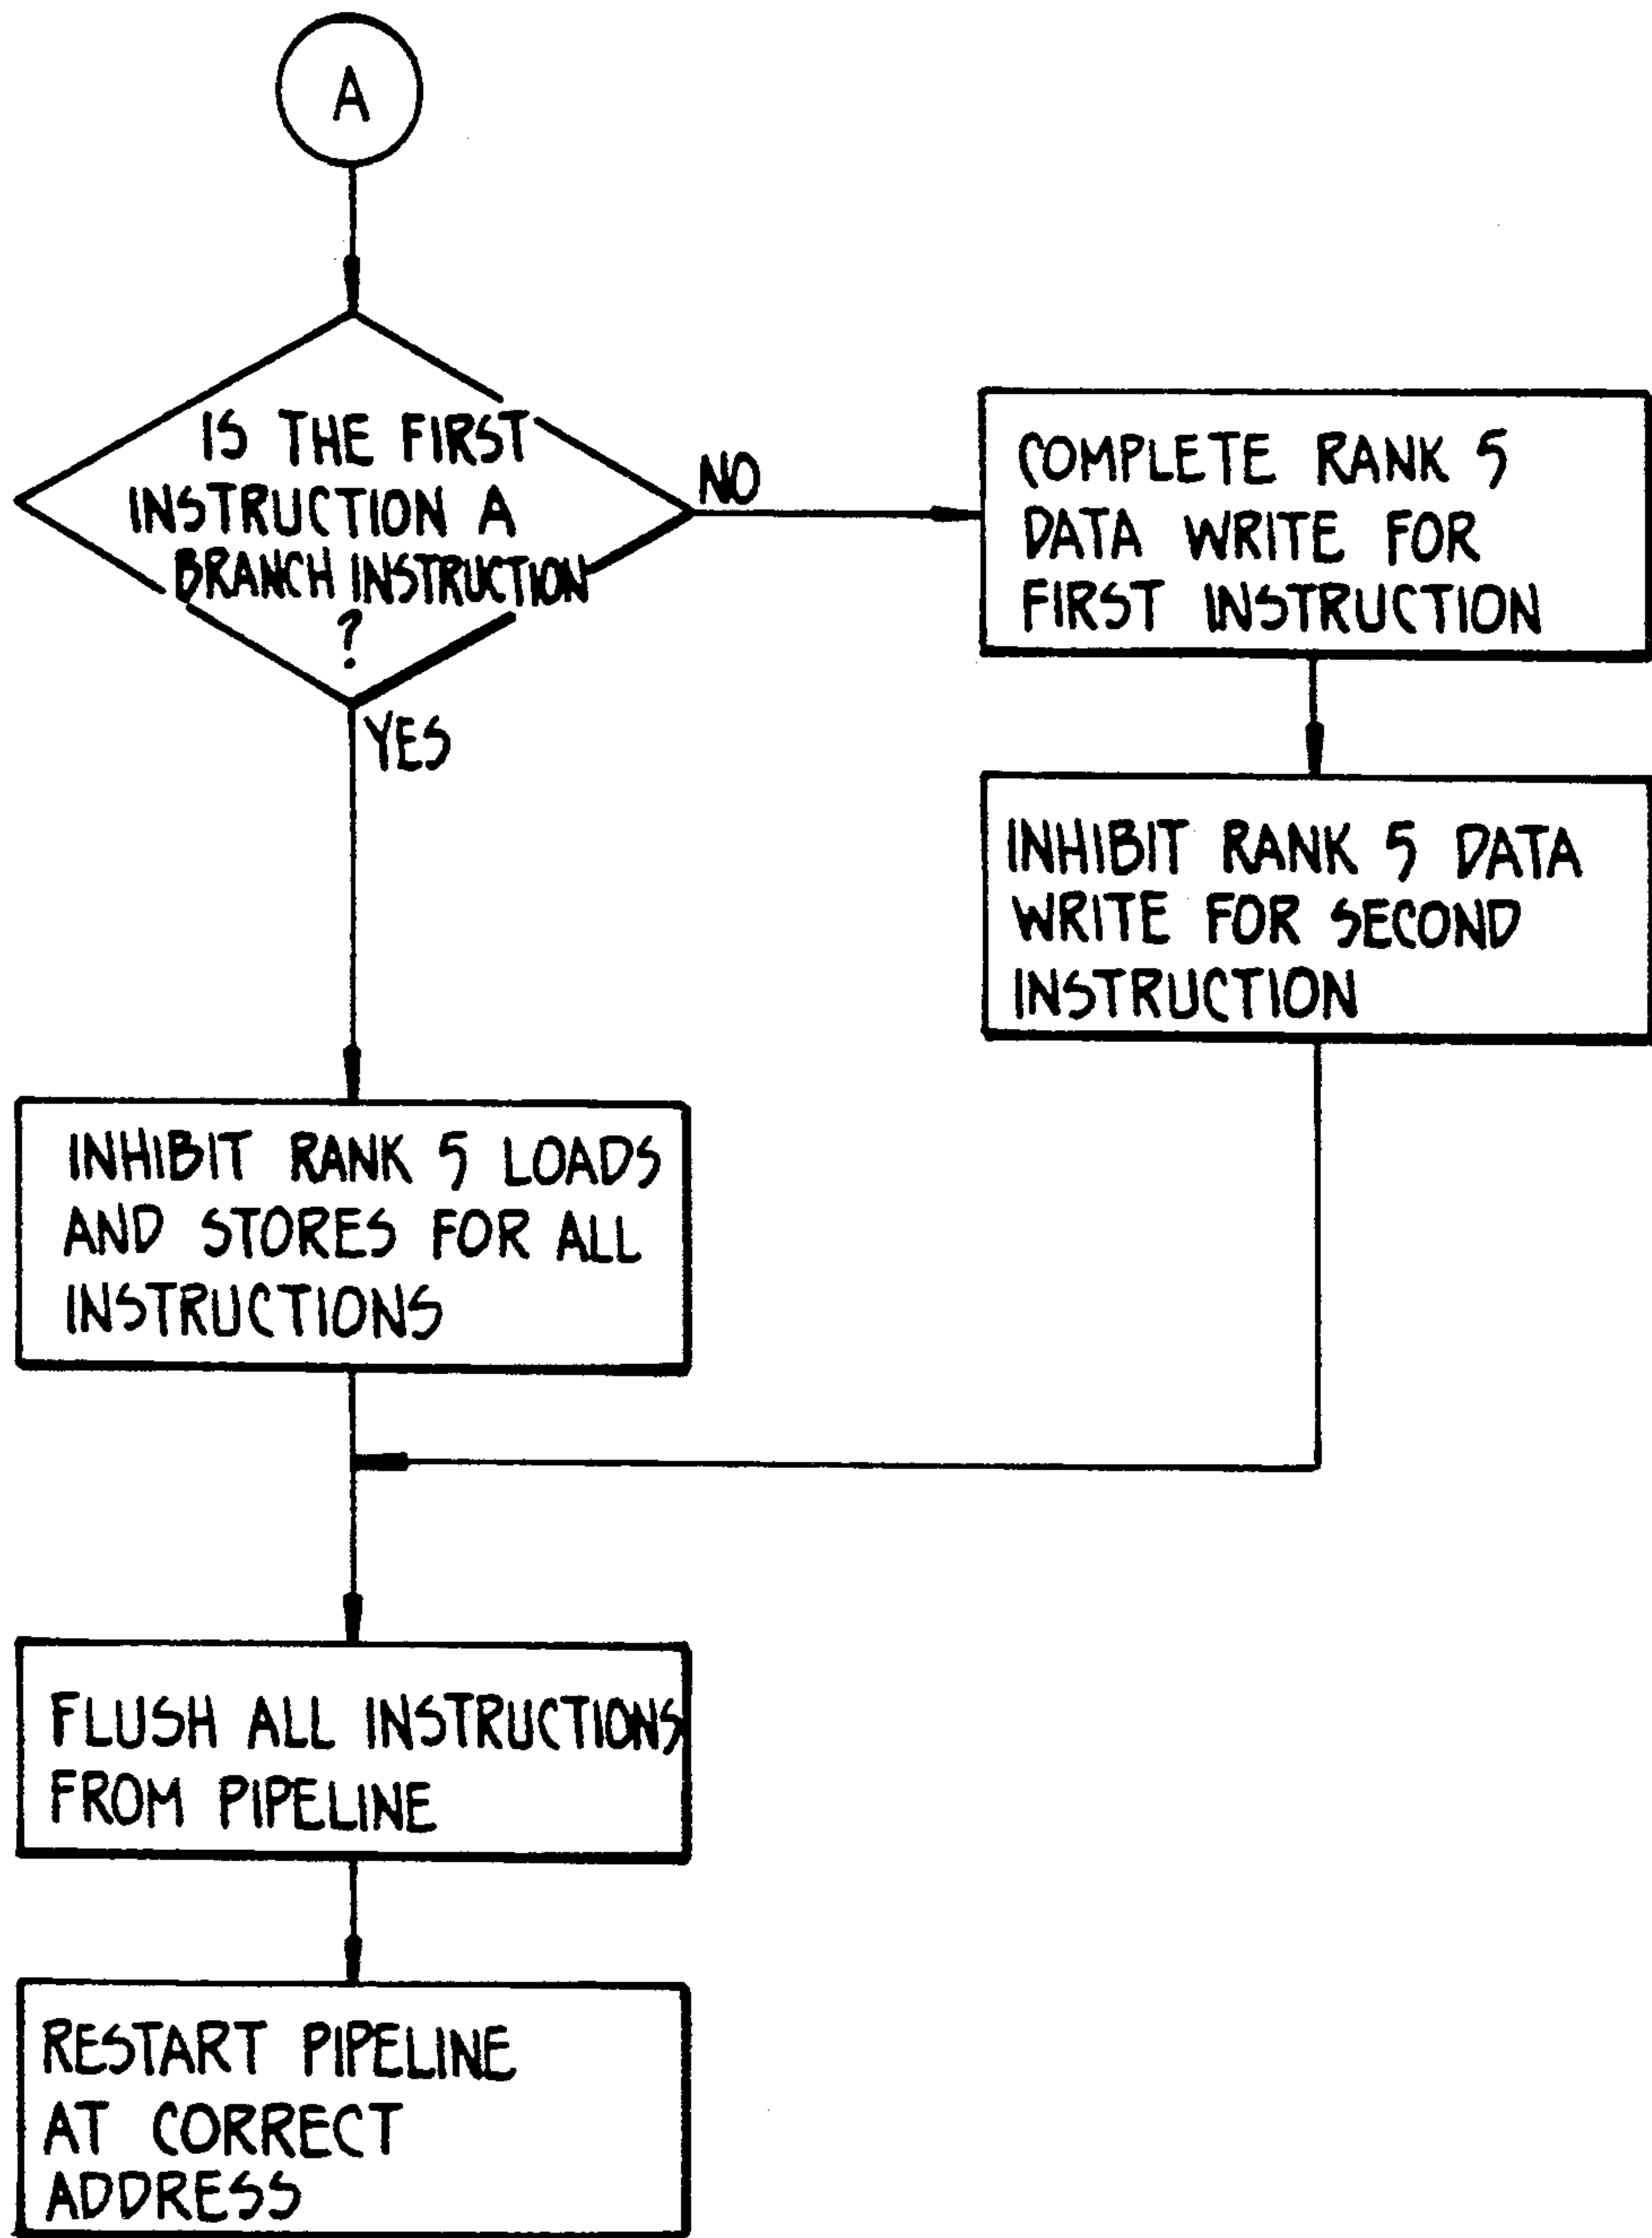 A
IS THE FIRST
INSTRUCTION A
BRANCH INSTRUCTION
?
NO
YES
COMPLETE RANK 5
DATA WRITE FOR
FIRST INSTRUCTION
INHIBIT RANK 5 DATA
WRITE FOR SECOND
INSTRUCTION
INHIBIT RANK 5 LOADS
AND STORES FOR ALL
INSTRUCTIONS
FLUSH ALL INSTRUCTIONS
FROM PIPELINE
RESTART PIPELINE
AT CORRECT
ADDRESS